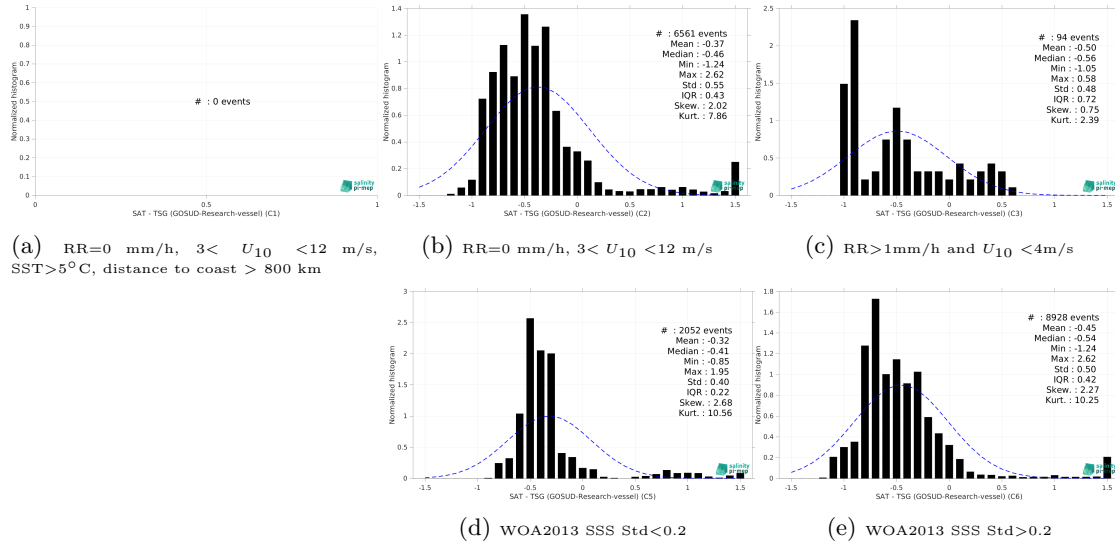 1
0.9
0.8
0.7
0.6
0.5
0.4
0.3
0.2
0.1
0
Normalized histogram
# : 0 events
salinity
pi-mep
0
0.5
1
SAT - TSG (GOSUD-Research-vessel) (C1)
(a) RR=0 mm/h, 3< U10 <12 m/s,
SST>5°C, distance to coast > 800 km
1.4
1.2
1
0.8
0.6
0.4
0.2
0
Normalized histogram
# : 6561 events
Mean : -0.37
Median : -0.46
Min : -1.24
Max : 2.62
Std : 0.55
IQR : 0.43
Skew. : 2.02
Kurt. : 7.86
salinity
pi-mep
-1.5
-1
-0.5
0
0.5
1
1.5
SAT - TSG (GOSUD-Research-vessel) (C2)
(b) RR=0 mm/h, 3< U10 <12 m/s
2.5
2
1.5
1
0.5
0
Normalized histogram
# : 94 events
Mean : -0.50
Median : -0.56
Min : -1.05
Max : 0.58
Std : 0.48
IQR : 0.72
Skew. : 0.75
Kurt. : 2.39
salinity
pi-mep
-1.5
-1
-0.5
0
0.5
1
1.5
SAT - TSG (GOSUD-Research-vessel) (C3)
(c) RR>1mm/h and U10 <4m/s
3
2.5
2
1.5
1
0.5
0
Normalized histogram
# : 2052 events
Mean : -0.32
Median : -0.41
Min : -0.85
Max : 1.95
Std : 0.40
IQR : 0.22
Skew. : 2.68
Kurt. : 10.56
salinity
pi-mep
-1.5
-1
-0.5
0
0.5
1
1.5
SAT - TSG (GOSUD-Research-vessel) (C5)
(d) WOA2013 SSS Std<0.2
1.8
1.6
1.4
1.2
1
0.8
0.6
0.4
0.2
0
Normalized histogram
# : 8928 events
Mean : -0.45
Median : -0.54
Min : -1.24
Max : 2.62
Std : 0.50
IQR : 0.42
Skew. : 2.27
Kurt. : 10.25
salinity
pi-mep
-1.5
-1
-0.5
0
0.5
1
1.5
SAT - TSG (GOSUD-Research-vessel) (C6)
(e) WOA2013 SSS Std>0.2